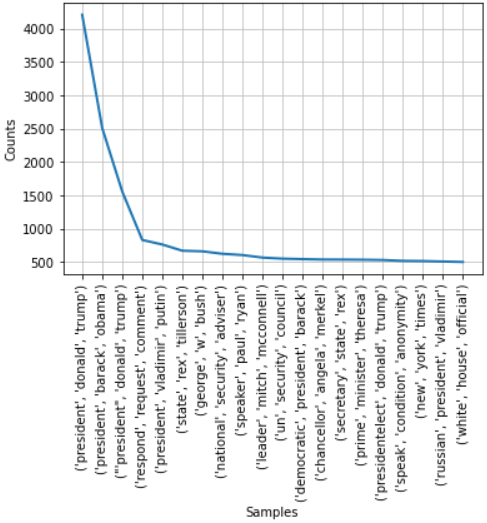 4000
3500
3000
2500
2000
1500
1000
500
Counts
('president', 'donald', 'trump')
('president', 'barack', 'obama')
('"president"', 'donald', 'trump')
('respond', 'request', 'comment')
('president', 'vladimir', 'putin')
('state', 'rex', 'tillerson')
('george', 'w', 'bush')
('national', 'security', 'adviser')
('speaker', 'paul', 'ryan')
('leader', 'mitch', 'mcconnell')
('un', 'security', 'council')
('democratic', 'president', 'barack')
('chancellor', 'angela', 'merkel')
('secretary', 'state', 'rex')
('prime', 'minister', 'theresa')
('presidentelect', 'donald', 'trump')
('speak', 'condition', 'anonymity')
('new', 'york', 'times')
('russian', 'president', 'vladimir')
('white', 'house', 'official')
Samples